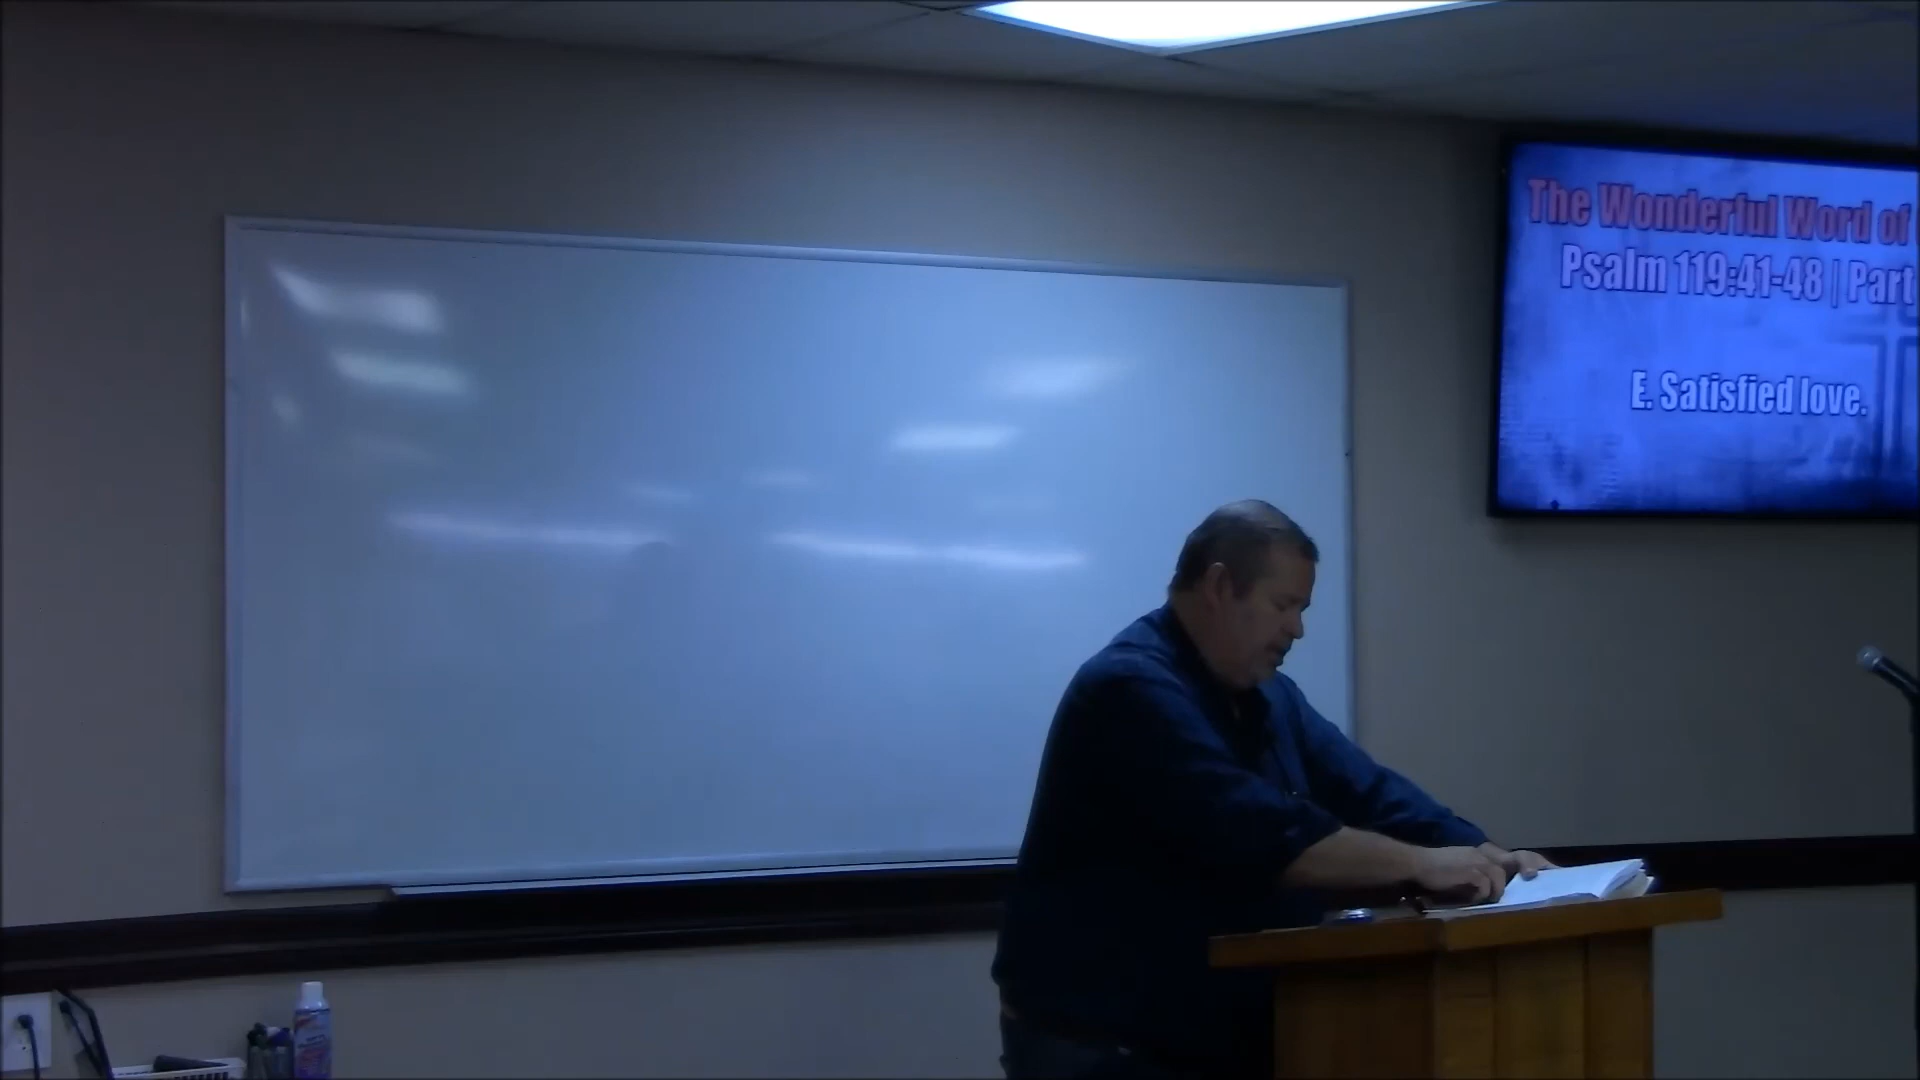 The Wonderful Word of
Psalm 119:41-48 | Part
E. Satisfied love.